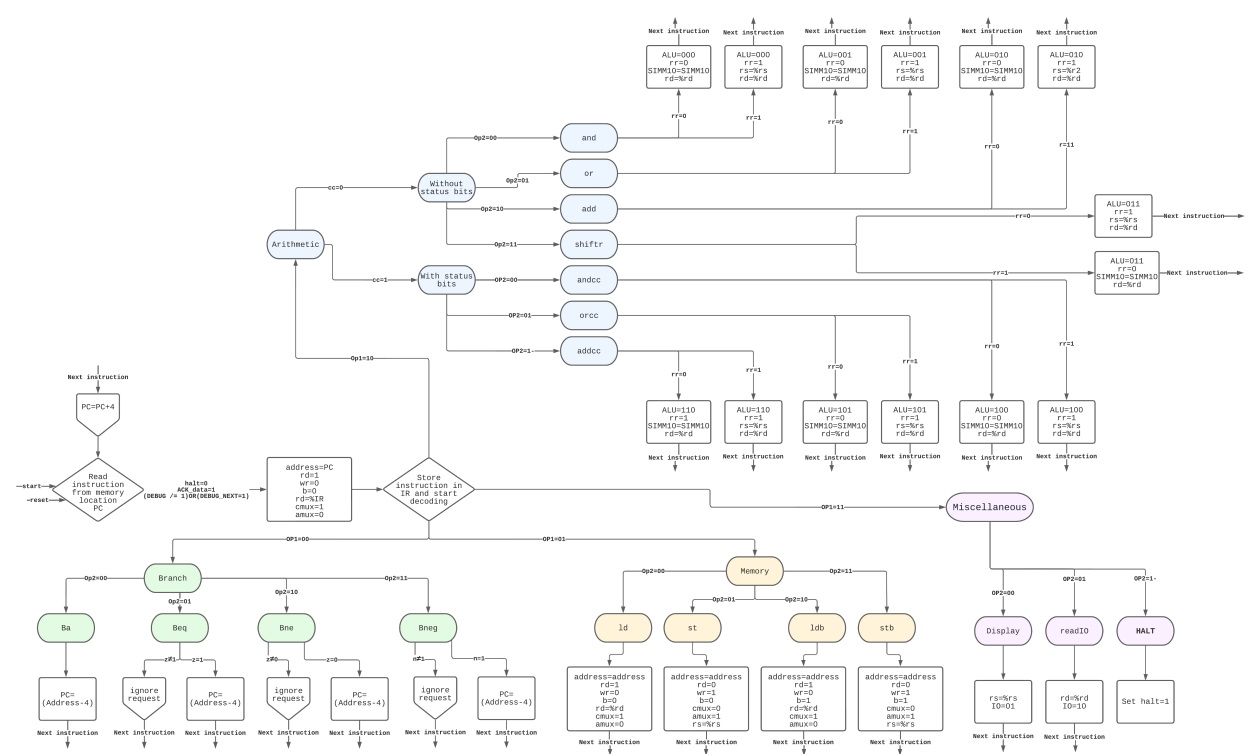 Next instruction
Next instruction
Next instruction
Next instruction
Next instruction
Next instruction
ALU=000
rr=0
SIMM10=SIMM10
rd=%rd
ALU=000
rr=1
rs=%rs
rd=%rd
ALU=001
rr=0
SIMM10=SIMM10
rd=%rd
ALU=001
rr=1
rs=%rs
rd=%rd
ALU=010
rr=0
SIMM10=SIMM10
rd=%rd
ALU=010
rr=1
rs=%r2
rd=%rd
rr=0
rr=1
rr=0
rr=1
rr=0
r=11
Op2=00
and
Without
status bits
Op2=01
or
cc=0
Op2=10
add
Arithmetic
Op2=11
shiftr
rr=0
ALU=011
rr=1
rs=%rs
rd=%rd
Next instruction
rr=1
ALU=011
rr=0
SIMM10=SIMM10
rd=%rd
Next instruction
cc=1
With status
bits
OP2=00
andcc
OP2=01
orcc
OP2=1-
addcc
rr=0
rr=1
rr=0
rr=1
rr=0
rr=1
ALU=110
rr=1
SIMM10=SIMM10
rd=%rd
ALU=110
rr=1
rs=%rs
rd=%rd
ALU=101
rr=0
SIMM10=SIMM10
rd=%rd
ALU=101
rr=1
rs=%rs
rd=%rd
ALU=100
rr=0
SIMM10=SIMM10
rd=%rd
ALU=100
rr=1
rs=%rs
rd=%rd
Next instruction
Next instruction
Next instruction
Next instruction
Next instruction
Next instruction
Op1=10
Next instruction
PC=PC+4
start
reset
Read
instruction
from memory
location
PC
halt=0
ACK_data=1
(DEBUG /= 1)OR(DEBUG_NEXT=1)
address=PC
rd=1
wr=0
b=0
rd=%IR
cmux=1
amux=0
Store
instruction in
IR and start
decoding
OP1=11
Miscellaneous
OP1=00
OP1=01
Branch
Op2=00
Op2=01
Op2=10
Op2=11
Ba
Beq
Bne
Bneg
z≠1
z=1
z≠0
z=0
n≠1
n=1
PC=
(Address-4)
ignore
request
PC=
(Address-4)
ignore
request
PC=
(Address-4)
ignore
request
PC=
(Address-4)
Next instruction
Next instruction
Next instruction
Next instruction
Next instruction
Next instruction
Next instruction
Memory
Op2=00
Op2=01
Op2=10
Op2=11
ld
st
ldb
stb
address=address
rd=1
wr=0
b=0
rd=%rd
cmux=1
amux=0
address=address
rd=0
wr=1
b=0
cmux=0
amux=1
rs=%rs
address=address
rd=1
wr=0
b=1
rd=%rd
cmux=1
amux=0
address=address
rd=0
wr=1
b=1
cmux=0
amux=1
rs=%rs
Next instruction
Next instruction
Next instruction
Next instruction
OP2=00
OP2=01
OP2=1-
Display
readIO
HALT
rs=%rs
IO=01
rd=%rd
IO=10
Set halt=1
Next instruction
Next instruction